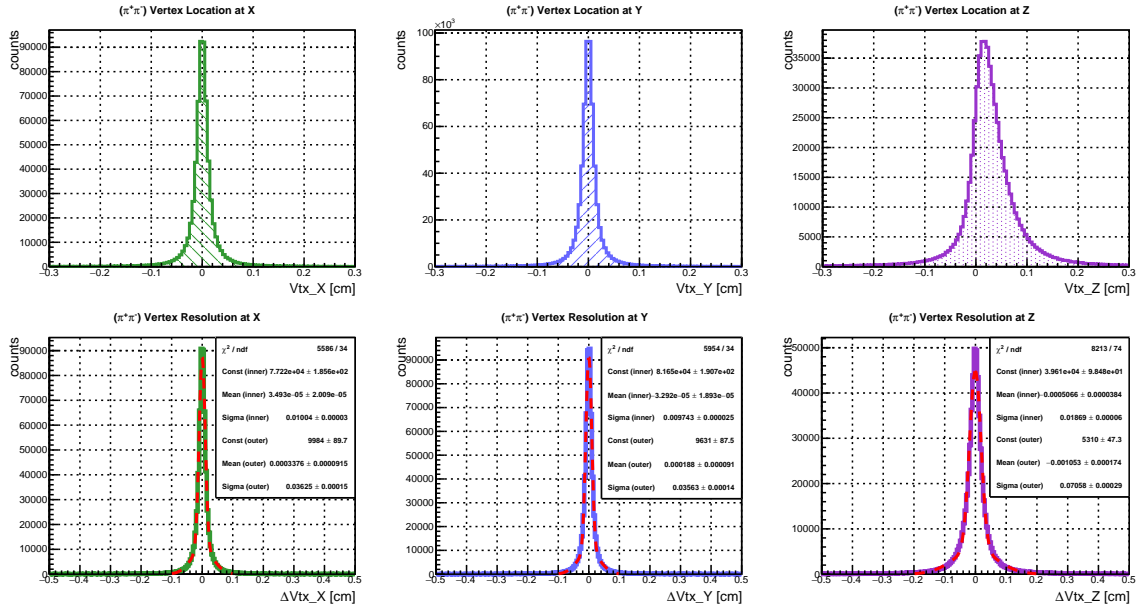 (π⁺π⁻) Vertex Location at X
counts
90000
80000
70000
60000
50000
40000
30000
20000
10000
0
−0.3 −0.2 −0.1 0 0.1 0.2 0.3
Vtx_X [cm]
(π⁺π⁻) Vertex Location at Y
×10³
counts
100
80
60
40
20
0
−0.3 −0.2 −0.1 0 0.1 0.2 0.3
Vtx_Y [cm]
(π⁺π⁻) Vertex Location at Z
counts
35000
30000
25000
20000
15000
10000
5000
0
−0.3 −0.2 −0.1 0 0.1 0.2 0.3
Vtx_Z [cm]
(π⁺π⁻) Vertex Resolution at X
counts
90000
80000
70000
60000
50000
40000
30000
20000
10000
0
−0.5 −0.4 −0.3 −0.2 −0.1 0 0.1 0.2 0.3 0.4 0.5
ΔVtx_X [cm]
χ² / ndf 5586 / 34
Const (inner) 7.722e+04 ± 1.856e+02
Mean (inner) 3.493e−05 ± 2.009e−05
Sigma (inner) 0.01004 ± 0.00003
Const (outer) 9984 ± 89.7
Mean (outer) 0.0003376 ± 0.0000915
Sigma (outer) 0.03625 ± 0.00015
(π⁺π⁻) Vertex Resolution at Y
counts
90000
80000
70000
60000
50000
40000
30000
20000
10000
0
−0.5 −0.4 −0.3 −0.2 −0.1 0 0.1 0.2 0.3 0.4 0.5
ΔVtx_Y [cm]
χ² / ndf 5954 / 34
Const (inner) 8.165e+04 ± 1.907e+02
Mean (inner) −3.292e−05 ± 1.893e−05
Sigma (inner) 0.009743 ± 0.000025
Const (outer) 9631 ± 87.5
Mean (outer) 0.000188 ± 0.000091
Sigma (outer) 0.03563 ± 0.00014
(π⁺π⁻) Vertex Resolution at Z
counts
50000
40000
30000
20000
10000
0
−0.5 −0.4 −0.3 −0.2 −0.1 0 0.1 0.2 0.3 0.4 0.5
ΔVtx_Z [cm]
χ² / ndf 8213 / 74
Const (inner) 3.961e+04 ± 9.848e+01
Mean (inner) −0.0005066 ± 0.0000384
Sigma (inner) 0.01869 ± 0.00006
Const (outer) 5310 ± 47.3
Mean (outer) −0.001053 ± 0.000174
Sigma (outer) 0.07058 ± 0.00029